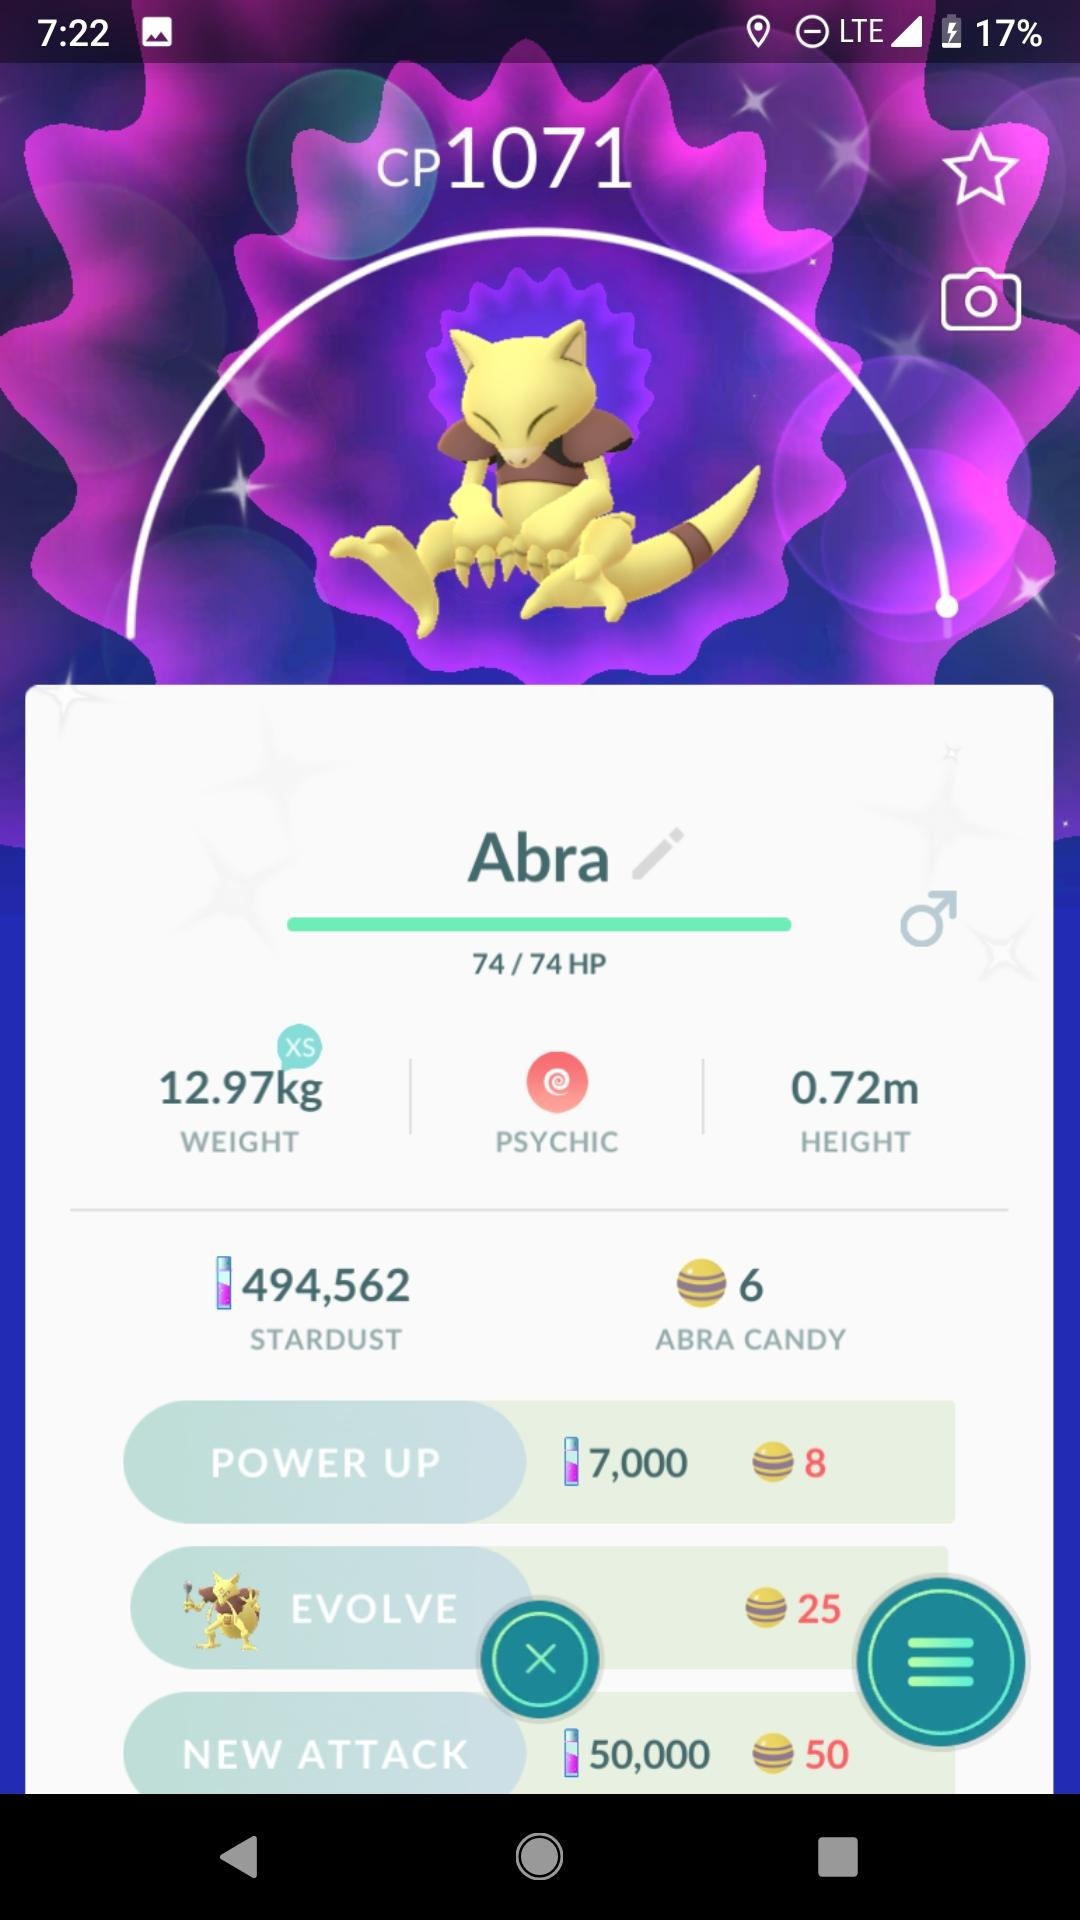 7:22 LTE 17%
CP1071
Abra
74 / 74 HP
XS
12.97kg 0.72m
WEIGHT PSYCHIC HEIGHT
494,562 6
STARDUST ABRA CANDY
POWER UP 7,000 8
EVOLVE 25
NEW ATTACK 50,000 50